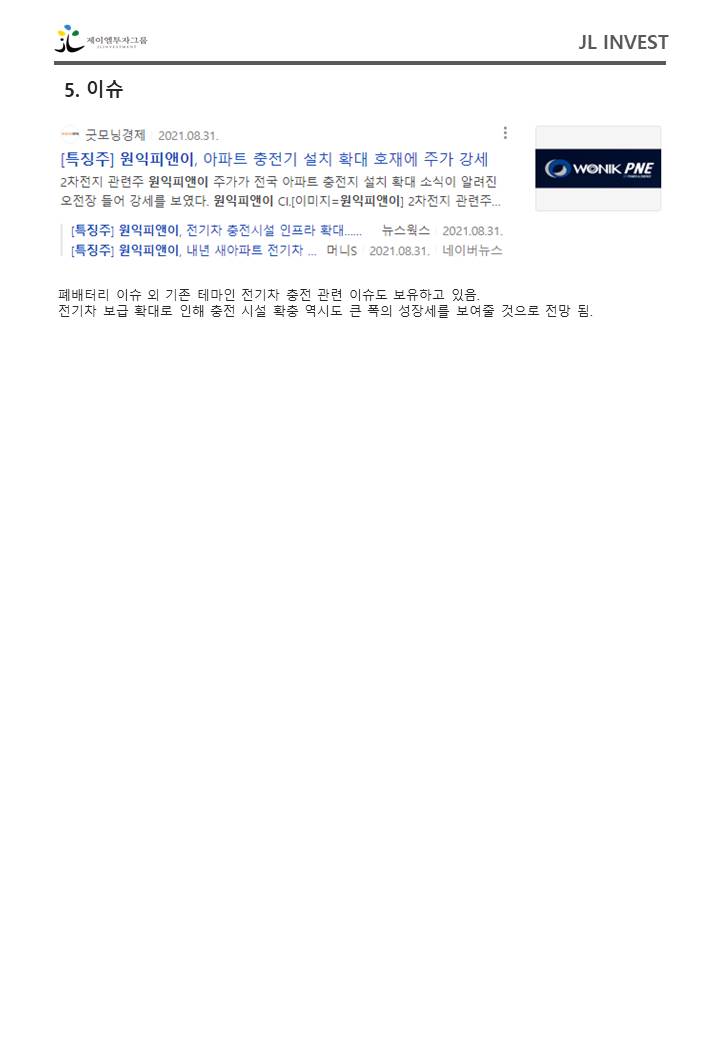 제이엘투자그룹
JLINVESTMENT
JL INVEST
5. 이슈
굿모닝경제 2021.08.31.
[특징주] 원익피앤이, 아파트 충전기 설치 확대 호재에 주가 강세
2차전지 관련주 원익피앤이 주가가 전국 아파트 충전지 설치 확대 소식이 알려진
오전장 들어 강세를 보였다. 원익피앤이 CI.[이미지=원익피앤이] 2차전지 관련주...
WONIK PNE
[특징주] 원익피앤이, 전기차 충전시설 인프라 확대...... 뉴스웍스 2021.08.31.
[특징주] 원익피앤이, 내년 새아파트 전기차 ... 머니S 2021.08.31. 네이버뉴스
폐배터리 이슈 외 기존 테마인 전기차 충전 관련 이슈도 보유하고 있음.
전기차 보급 확대로 인해 충전 시설 확충 역시도 큰 폭의 성장세를 보여줄 것으로 전망 됨.